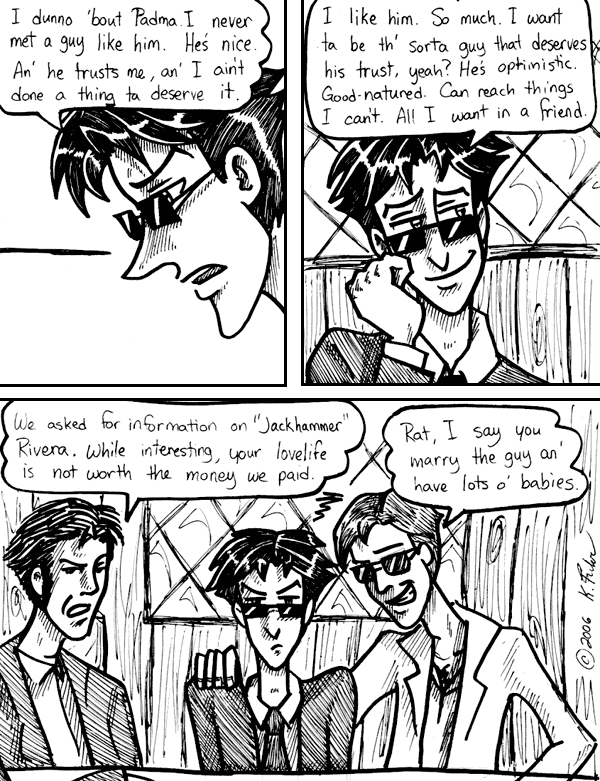 I dunno 'bout Padma. I never
met a guy like him. He's nice.
An' he trusts me, an' I ain't
done a thing ta deserve it.
I like him. So much. I want
ta be th' sorta guy that deserves
his trust, yeah? He's optimistic.
Good-natured. Can reach things
I can't. All I want in a friend.
We asked for information on "Jackhammer"
Rivera. While interesting, your lovelife
is not worth the money we paid.
Rat, I say you
marry the guy an'
have lots o' babies.
©2006 K. Fisher